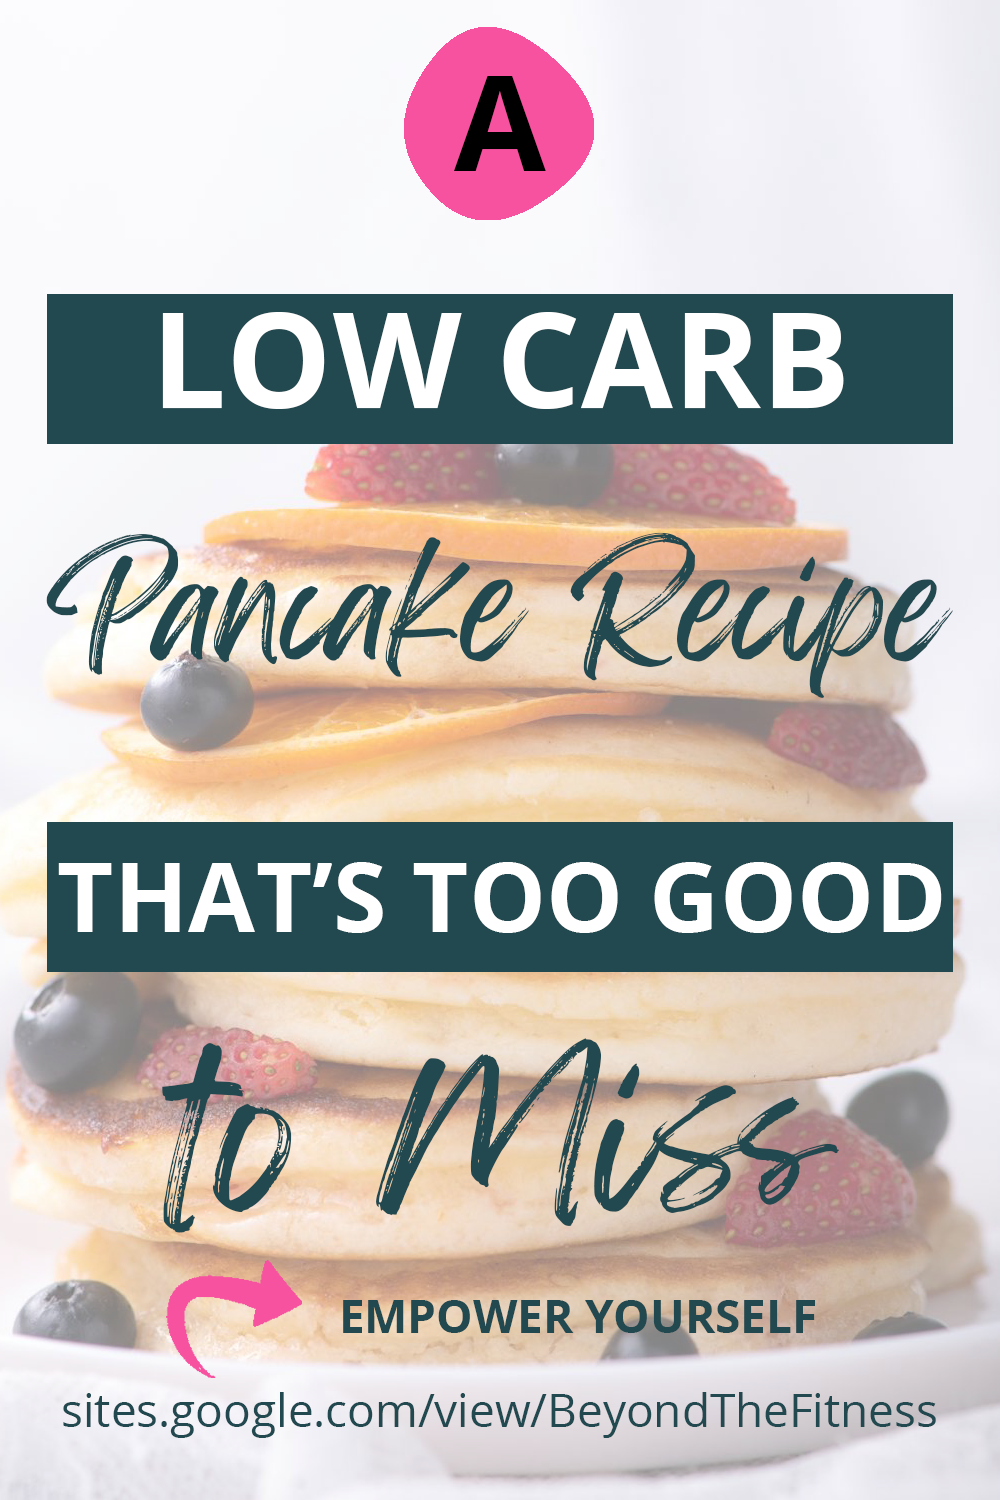 A
LOW CARB
Pancake Recipe
THAT’S TOO GOOD
to Miss
EMPOWER YOURSELF
sites.google.com/view/BeyondTheFitness